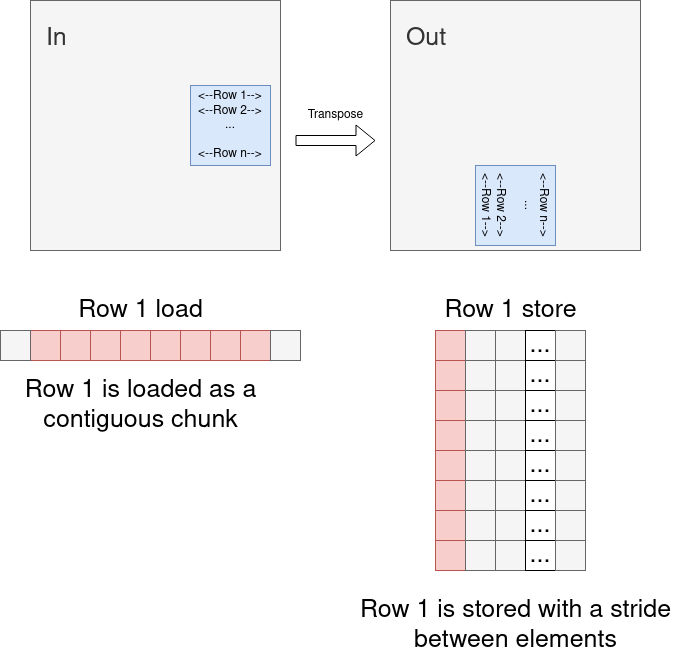 In
<--Row 1-->
<--Row 2-->
...
<--Row n-->
Transpose
Out
<--Row 1-->
<--Row 2-->
...
<--Row n-->
Row 1 load
Row 1 is loaded as a
contiguous chunk
Row 1 store
...
...
...
...
...
...
...
...
Row 1 is stored with a stride
between elements